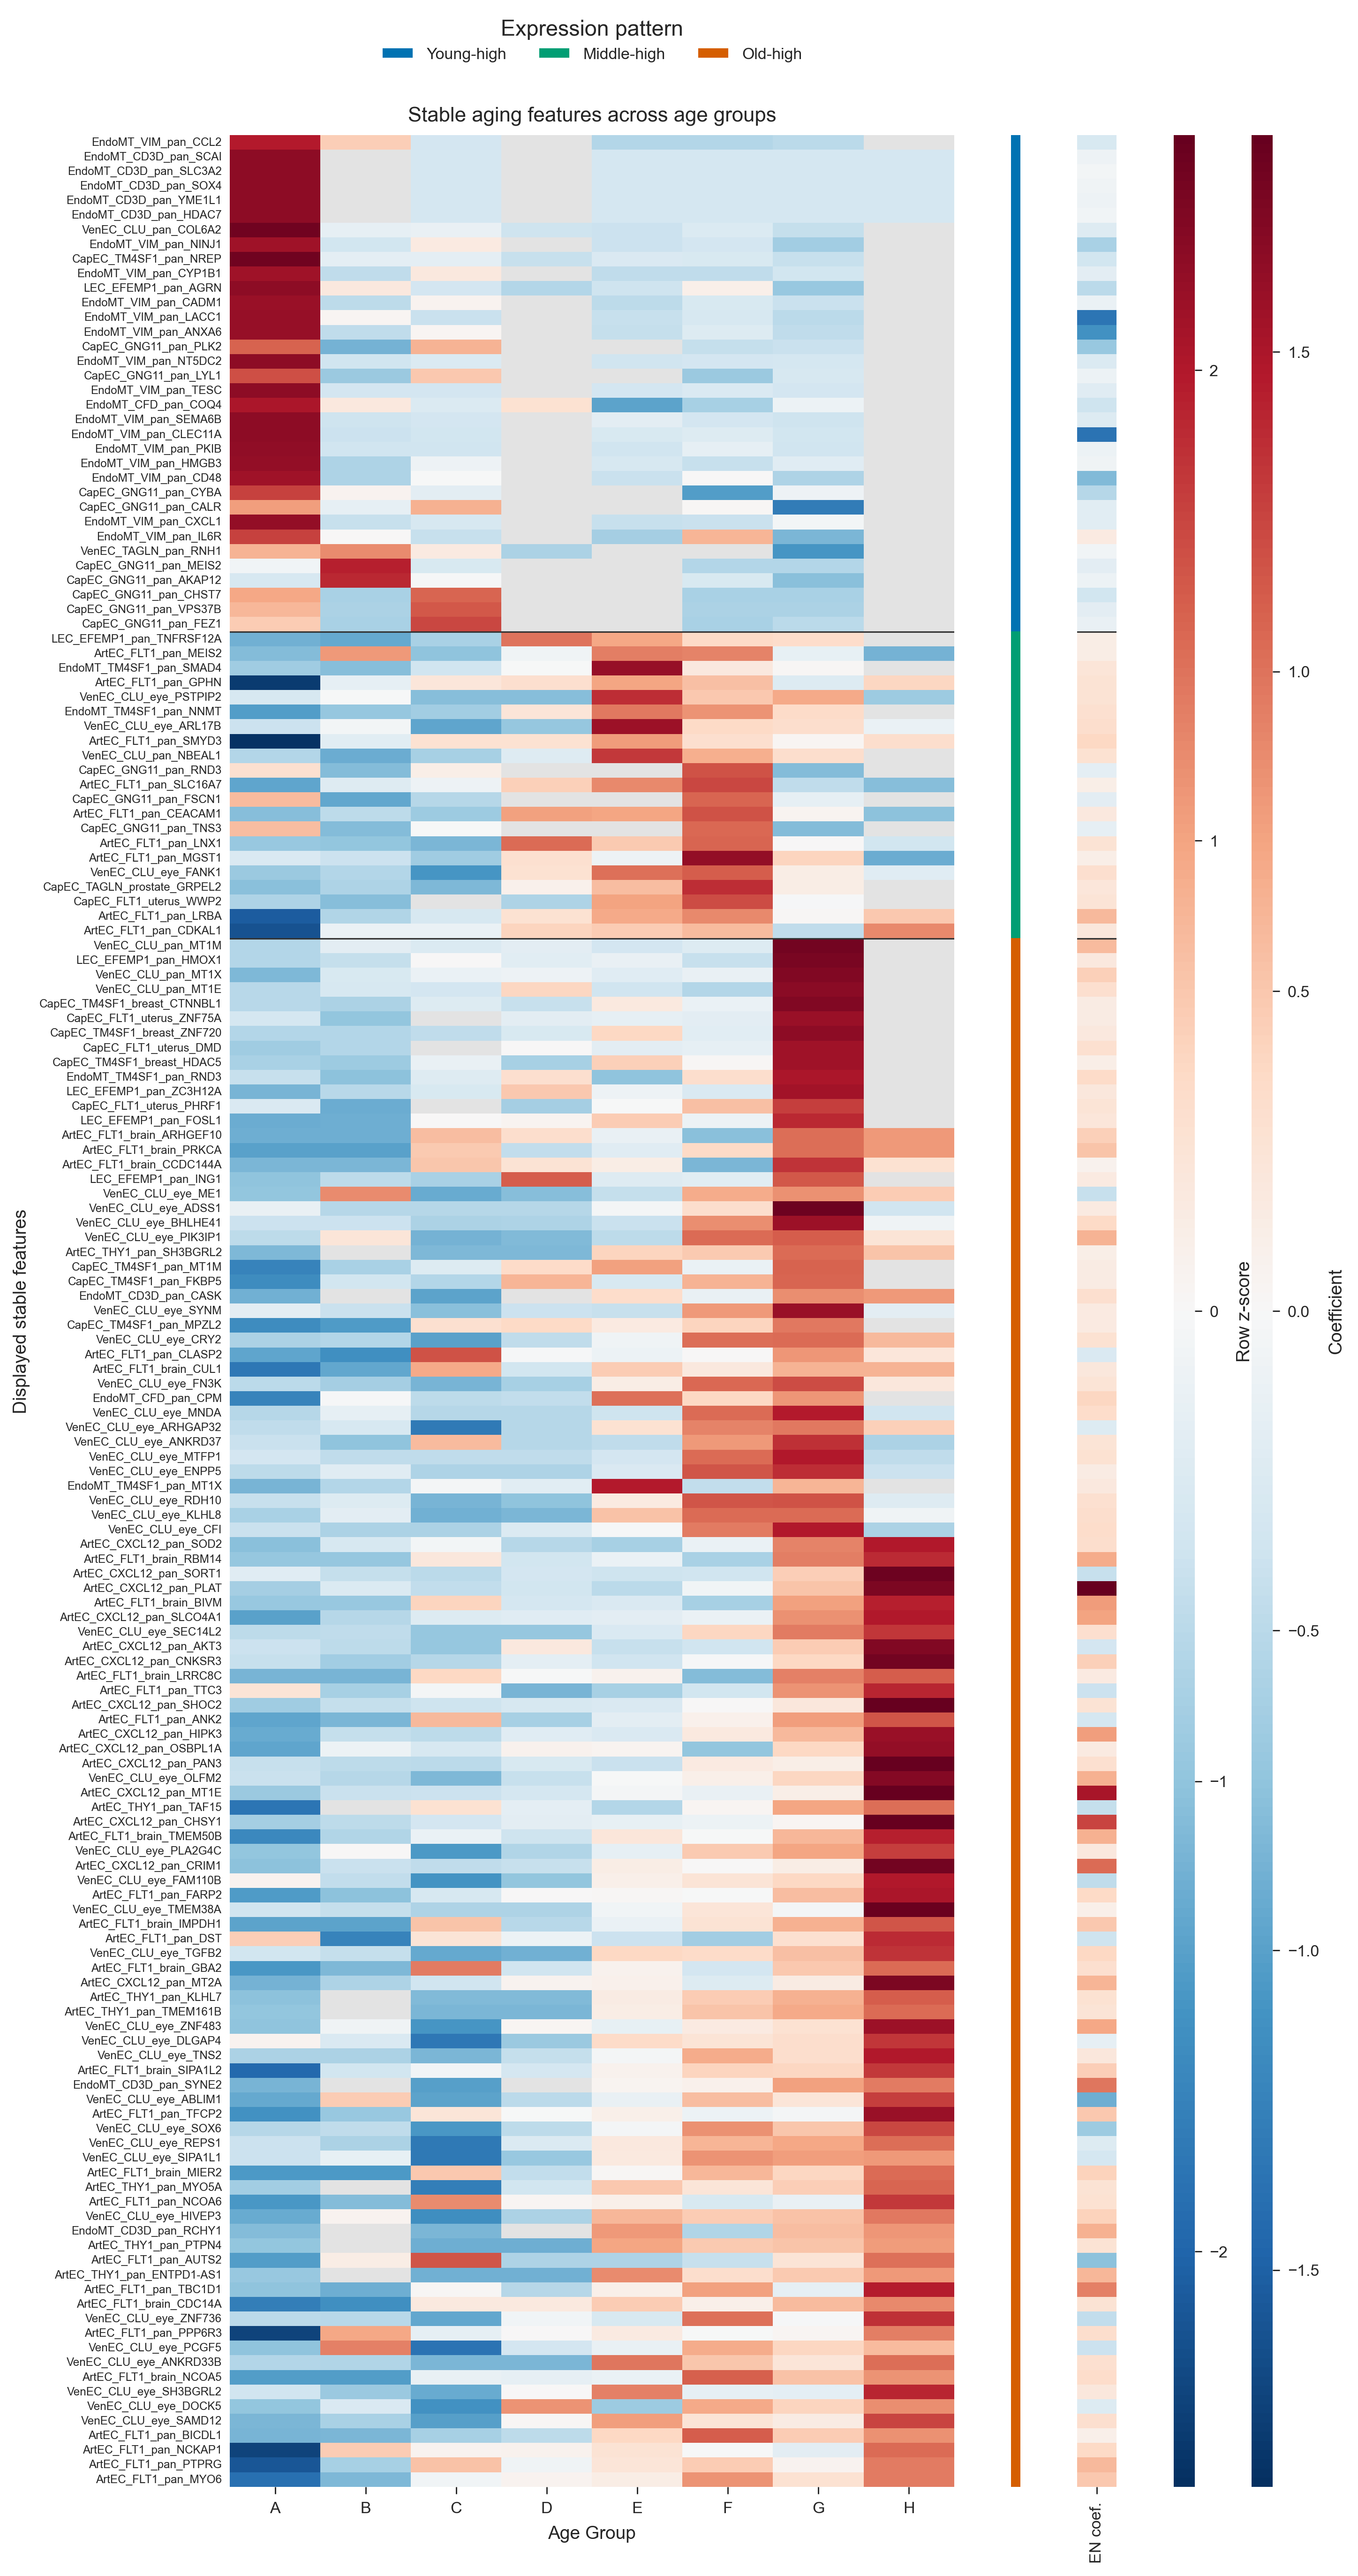 Expression pattern
Young-high
Middle-high
Old-high
Stable aging features across age groups
EndoMT_VIM_pan_CCL2
EndoMT_CD3D_pan_SCAI
EndoMT_CD3D_pan_SLC3A2
EndoMT_CD3D_pan_SOX4
EndoMT_CD3D_pan_YME1L1
EndoMT_CD3D_pan_HDAC7
VenEC_CLU_pan_COL6A2
EndoMT_VIM_pan_NINJ1
CapEC_TM4SF1_pan_NREP
EndoMT_VIM_pan_CYP1B1
LEC_EFEMP1_pan_AGRN
EndoMT_VIM_pan_CADM1
EndoMT_VIM_pan_LACC1
EndoMT_VIM_pan_ANXA6
CapEC_GNG11_pan_PLK2
EndoMT_VIM_pan_NT5DC2
CapEC_GNG11_pan_LYL1
EndoMT_VIM_pan_TESC
EndoMT_CFD_pan_COQ4
EndoMT_VIM_pan_SEMA6B
EndoMT_VIM_pan_CLEC11A
EndoMT_VIM_pan_PKIB
EndoMT_VIM_pan_HMGB3
EndoMT_VIM_pan_CD48
CapEC_GNG11_pan_CYBA
CapEC_GNG11_pan_CALR
EndoMT_VIM_pan_CXCL1
EndoMT_VIM_pan_IL6R
VenEC_TAGLN_pan_RNH1
CapEC_GNG11_pan_MEIS2
CapEC_GNG11_pan_AKAP12
CapEC_GNG11_pan_CHST7
CapEC_GNG11_pan_VPS37B
CapEC_GNG11_pan_FEZ1
LEC_EFEMP1_pan_TNFRSF12A
ArtEC_FLT1_pan_MEIS2
EndoMT_TM4SF1_pan_SMAD4
ArtEC_FLT1_pan_GPHN
VenEC_CLU_eye_PSTPIP2
EndoMT_TM4SF1_pan_NNMT
VenEC_CLU_eye_ARL17B
ArtEC_FLT1_pan_SMYD3
VenEC_CLU_pan_NBEAL1
CapEC_GNG11_pan_RND3
ArtEC_FLT1_pan_SLC16A7
CapEC_GNG11_pan_FSCN1
ArtEC_FLT1_pan_CEACAM1
CapEC_GNG11_pan_TNS3
ArtEC_FLT1_pan_LNX1
ArtEC_FLT1_pan_MGST1
VenEC_CLU_eye_FANK1
CapEC_TAGLN_prostate_GRPEL2
CapEC_FLT1_uterus_WWP2
ArtEC_FLT1_pan_LRBA
ArtEC_FLT1_pan_CDKAL1
VenEC_CLU_pan_MT1M
LEC_EFEMP1_pan_HMOX1
VenEC_CLU_pan_MT1X
VenEC_CLU_pan_MT1E
CapEC_TM4SF1_breast_CTNNBL1
CapEC_FLT1_uterus_ZNF75A
CapEC_TM4SF1_breast_ZNF720
CapEC_FLT1_uterus_DMD
CapEC_TM4SF1_breast_HDAC5
EndoMT_TM4SF1_pan_RND3
LEC_EFEMP1_pan_ZC3H12A
CapEC_FLT1_uterus_PHRF1
LEC_EFEMP1_pan_FOSL1
ArtEC_FLT1_brain_ARHGEF10
ArtEC_FLT1_brain_PRKCA
ArtEC_FLT1_brain_CCDC144A
LEC_EFEMP1_pan_ING1
VenEC_CLU_eye_ME1
VenEC_CLU_eye_ADSS1
VenEC_CLU_eye_BHLHE41
VenEC_CLU_eye_PIK3IP1
ArtEC_THY1_pan_SH3BGRL2
CapEC_TM4SF1_pan_MT1M
CapEC_TM4SF1_pan_FKBP5
EndoMT_CD3D_pan_CASK
VenEC_CLU_eye_SYNM
CapEC_TM4SF1_pan_MPZL2
VenEC_CLU_eye_CRY2
ArtEC_FLT1_pan_CLASP2
ArtEC_FLT1_brain_CUL1
VenEC_CLU_eye_FN3K
EndoMT_CFD_pan_CPM
VenEC_CLU_eye_MNDA
VenEC_CLU_eye_ARHGAP32
VenEC_CLU_eye_ANKRD37
VenEC_CLU_eye_MTFP1
VenEC_CLU_eye_ENPP5
EndoMT_TM4SF1_pan_MT1X
VenEC_CLU_eye_RDH10
VenEC_CLU_eye_KLHL8
VenEC_CLU_eye_CFI
ArtEC_CXCL12_pan_SOD2
ArtEC_FLT1_brain_RBM14
ArtEC_CXCL12_pan_SORT1
ArtEC_CXCL12_pan_PLAT
ArtEC_FLT1_brain_BIVM
ArtEC_CXCL12_pan_SLCO4A1
VenEC_CLU_eye_SEC14L2
ArtEC_CXCL12_pan_AKT3
ArtEC_CXCL12_pan_CNKSR3
ArtEC_FLT1_brain_LRRC8C
ArtEC_FLT1_pan_TTC3
ArtEC_CXCL12_pan_SHOC2
ArtEC_FLT1_pan_ANK2
ArtEC_CXCL12_pan_HIPK3
ArtEC_CXCL12_pan_OSBPL1A
ArtEC_CXCL12_pan_PAN3
VenEC_CLU_eye_OLFM2
ArtEC_CXCL12_pan_MT1E
ArtEC_THY1_pan_TAF15
ArtEC_CXCL12_pan_CHSY1
ArtEC_FLT1_brain_TMEM50B
VenEC_CLU_eye_PLA2G4C
ArtEC_CXCL12_pan_CRIM1
VenEC_CLU_eye_FAM110B
ArtEC_FLT1_pan_FARP2
VenEC_CLU_eye_TMEM38A
ArtEC_FLT1_brain_IMPDH1
ArtEC_FLT1_pan_DST
VenEC_CLU_eye_TGFB2
ArtEC_FLT1_brain_GBA2
ArtEC_CXCL12_pan_MT2A
ArtEC_THY1_pan_KLHL7
ArtEC_THY1_pan_TMEM161B
VenEC_CLU_eye_ZNF483
VenEC_CLU_eye_DLGAP4
VenEC_CLU_eye_TNS2
ArtEC_FLT1_brain_SIPA1L2
EndoMT_CD3D_pan_SYNE2
VenEC_CLU_eye_ABLIM1
ArtEC_FLT1_pan_TFCP2
VenEC_CLU_eye_SOX6
VenEC_CLU_eye_REPS1
VenEC_CLU_eye_SIPA1L1
ArtEC_FLT1_brain_MIER2
ArtEC_THY1_pan_MYO5A
ArtEC_FLT1_pan_NCOA6
VenEC_CLU_eye_HIVEP3
EndoMT_CD3D_pan_RCHY1
ArtEC_THY1_pan_PTPN4
ArtEC_FLT1_pan_AUTS2
ArtEC_THY1_pan_ENTPD1-AS1
ArtEC_FLT1_pan_TBC1D1
ArtEC_FLT1_brain_CDC14A
VenEC_CLU_eye_ZNF736
ArtEC_FLT1_pan_PPP6R3
VenEC_CLU_eye_PCGF5
VenEC_CLU_eye_ANKRD33B
ArtEC_FLT1_brain_NCOA5
VenEC_CLU_eye_SH3BGRL2
VenEC_CLU_eye_DOCK5
VenEC_CLU_eye_SAMD12
ArtEC_FLT1_pan_BICDL1
ArtEC_FLT1_pan_NCKAP1
ArtEC_FLT1_pan_PTPRG
ArtEC_FLT1_pan_MYO6
Displayed stable features
A B C D E F G H
Age Group
EN coef.
2
1
0
−1
−2
Row z-score
1.5
1.0
0.5
0.0
−0.5
−1.0
−1.5
Coefficient